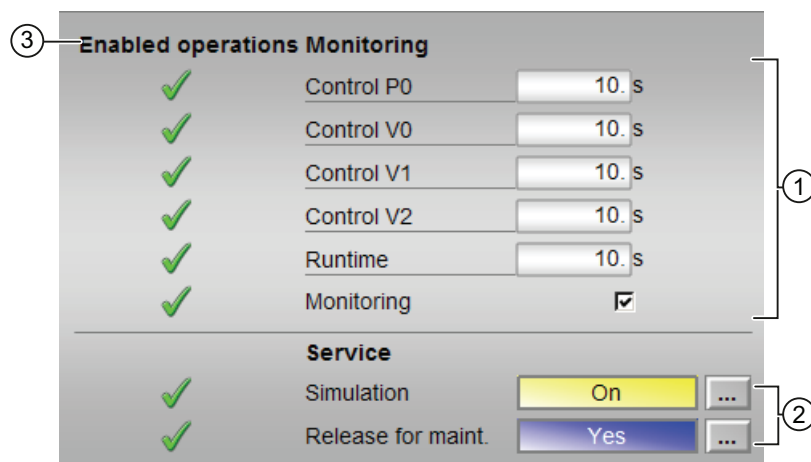 ③ Enabled operations Monitoring
Control P0 10. s
Control V0 10. s
Control V1 10. s
Control V2 10. s
Runtime 10. s
Monitoring
①
Service
Simulation On ...
Release for maint. Yes ...
②